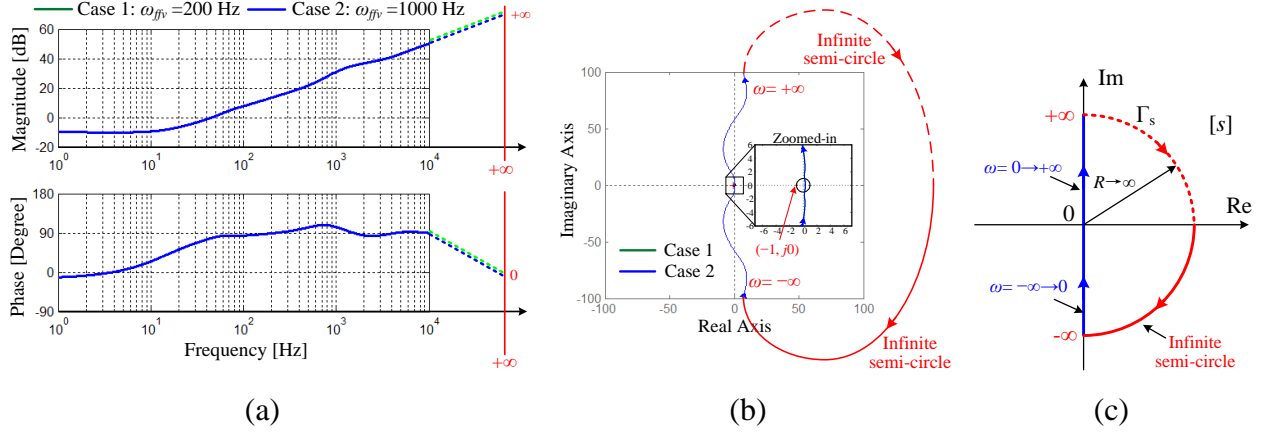 Case 1: ωffv =200 Hz Case 2: ωffv =1000 Hz
Magnitude [dB]
60
40
20
0
-20
+∞
10^0 10^1 10^2 10^3 10^4
+∞
Phase [Degree]
180
90
0
-90
0
10^0 10^1 10^2 10^3 10^4
Frequency [Hz]
+∞
(a)
Infinite
semi-circle
Imaginary Axis
100
50
0
-50
-100
ω=+∞
Zoomed-in
6
4
2
0
-2
-4
-6
-6 -4 -2 0 2 4 6
(−1, j0)
Case 1
Case 2
ω=−∞
-100 -50 0 50 100
Real Axis
Infinite
semi-circle
(b)
Im
+∞
Γs
[s]
ω=0→+∞
R→∞
0
Re
ω=−∞→0
-∞
Infinite
semi-circle
(c)